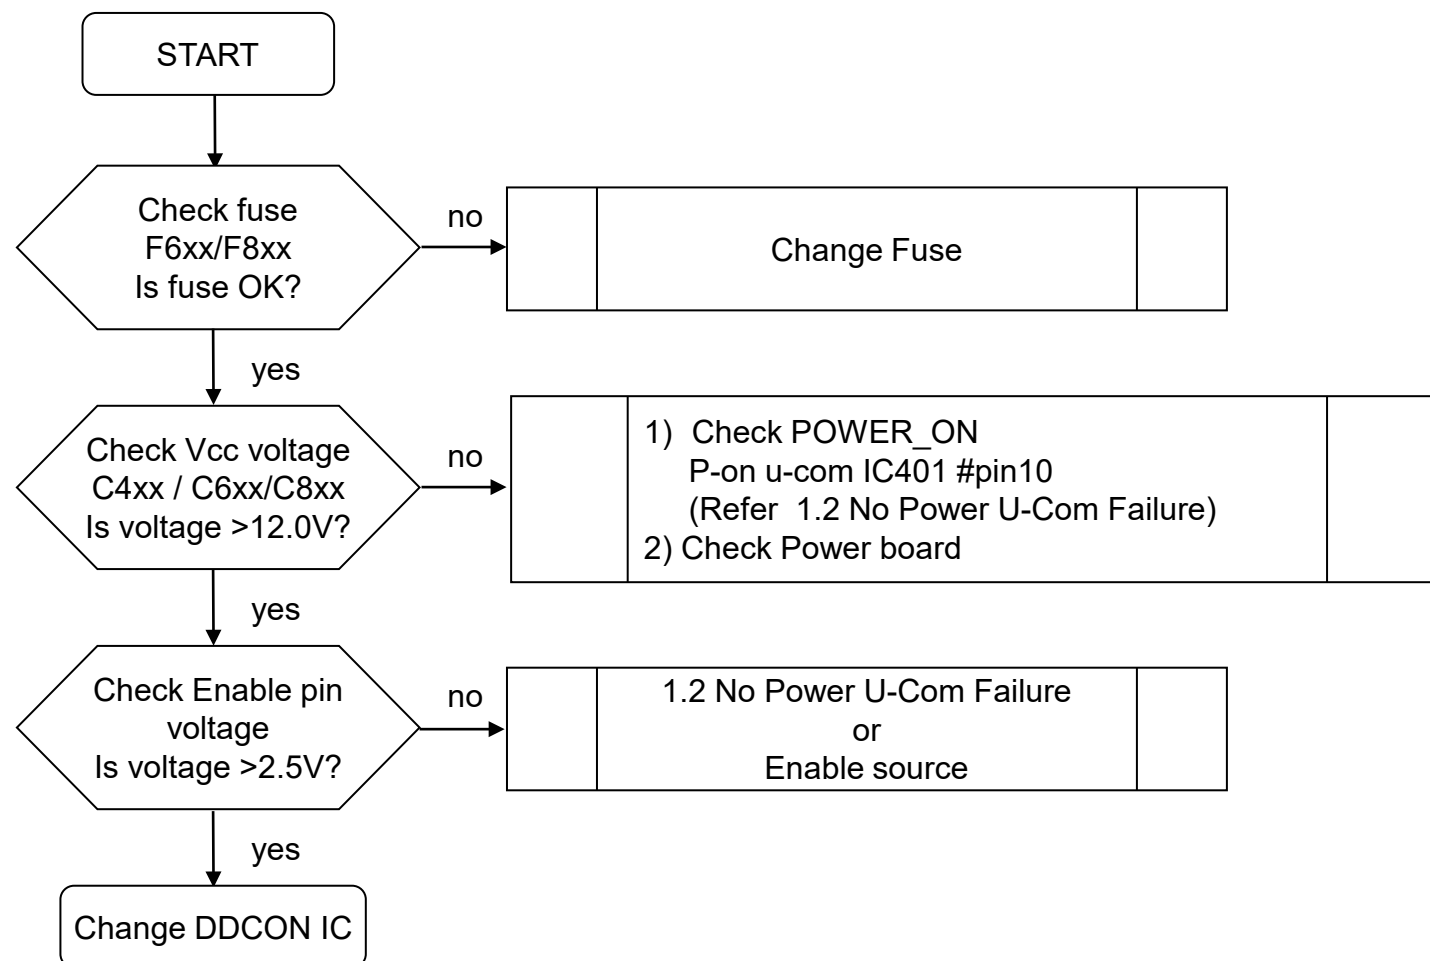 START
Check fuse
F6xx/F8xx
Is fuse OK?
no
Change Fuse
yes
Check Vcc voltage
C4xx / C6xx/C8xx
Is voltage >12.0V?
no
1) Check POWER_ON
P-on u-com IC401 #pin10
(Refer 1.2 No Power U-Com Failure)
2) Check Power board
yes
Check Enable pin
voltage
Is voltage >2.5V?
no
1.2 No Power U-Com Failure
or
Enable source
yes
Change DDCON IC